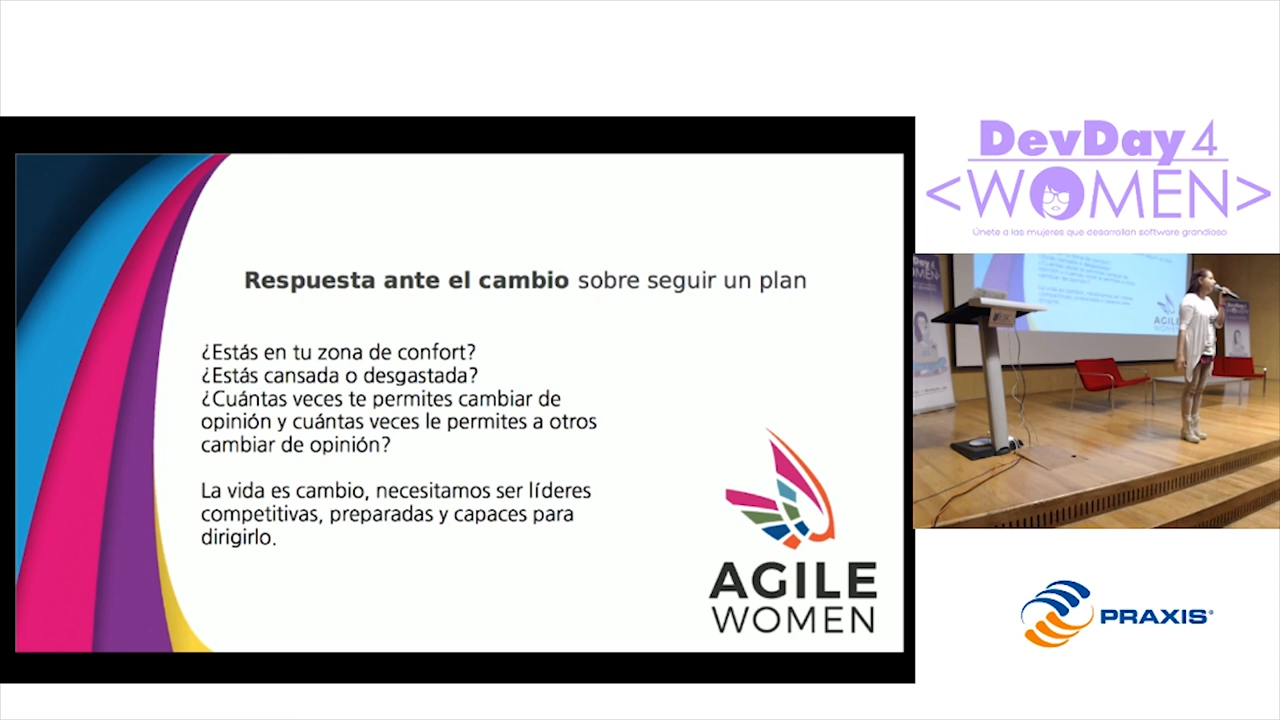 Respuesta ante el cambio sobre seguir un plan
¿Estás en tu zona de confort?
¿Estás cansada o desgastada?
¿Cuántas veces te permites cambiar de
opinión y cuántas veces le permites a otros
cambiar de opinión?
La vida es cambio, necesitamos ser líderes
competitivas, preparadas y capaces para
dirigirlo.
AGILE
WOMEN
DevDay4
<WOMEN>
Únete a las mujeres que desarrollan software grandioso
PRAXIS®